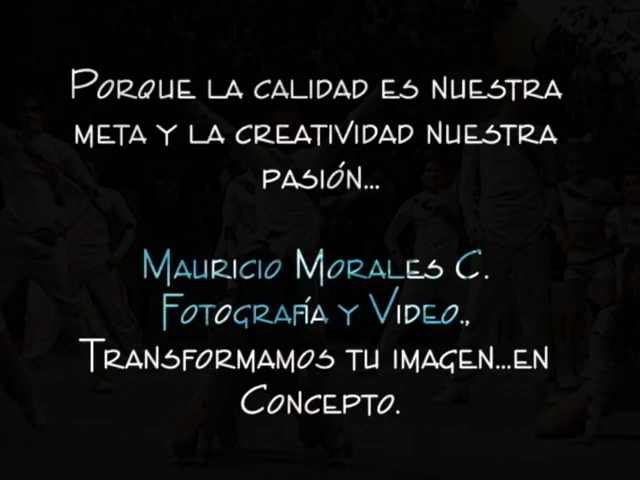 Porque la calidad es nuestra
meta y la creatividad nuestra
pasión...
Mauricio Morales C.
Fotografía y Video.,
Transformamos tu imagen...en
Concepto.